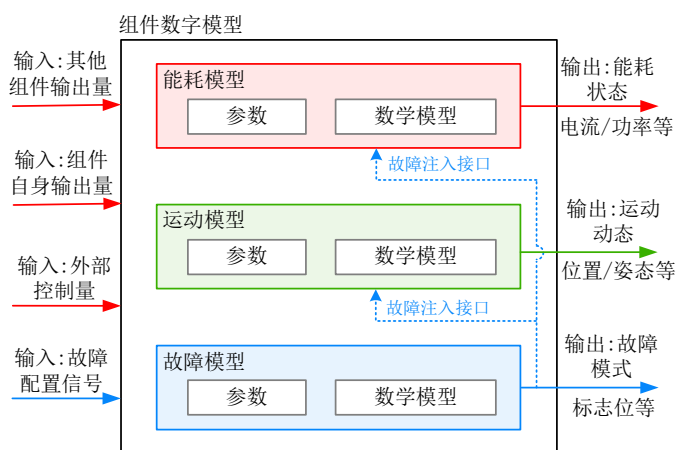 组件数字模型
输入:其他
组件输出量
输入:组件
自身输出量
输入:外部
控制量
输入:故障
配置信号
能耗模型
参数
数学模型
故障注入接口
运动模型
参数
数学模型
故障注入接口
故障模型
参数
数学模型
输出:能耗
状态
电流/功率等
输出:运动
动态
位置/姿态等
输出:故障
模式
标志位等